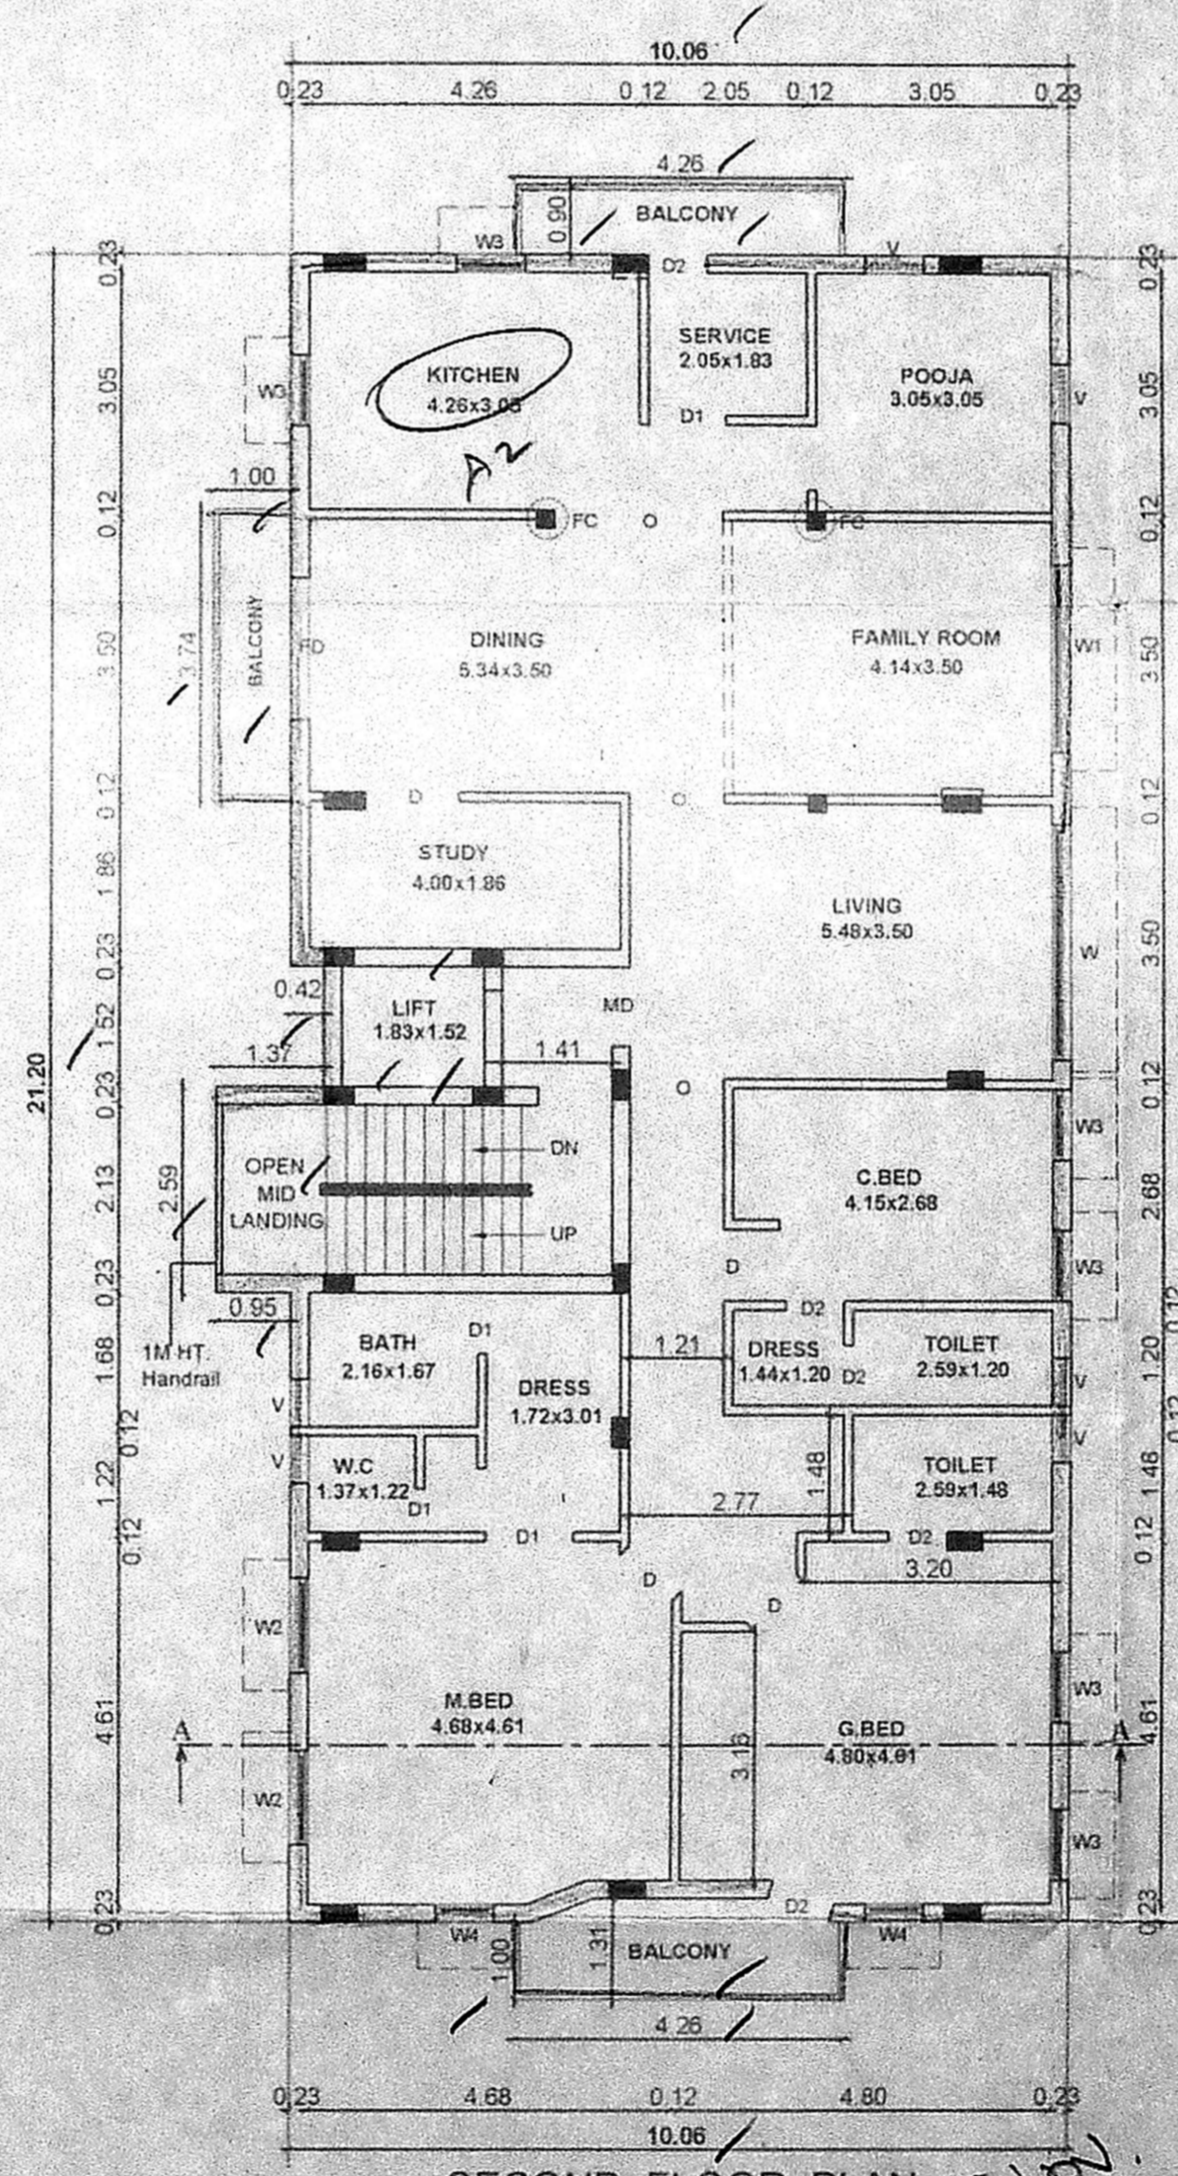 10.06
0.23 4.26 0.12 2.05 0.12 3.05 0.23
4.26
0.90
BALCONY
W3
D2
V
0.23
0.23
KITCHEN
4.26x3.05
SERVICE
2.05x1.83
POOJA
3.05x3.05
W3
V
3.05
3.05
D1
A2
1.00
0.12
FC
O
FC
0.12
BALCONY
3.74
3.50
FD
DINING
5.34x3.50
FAMILY ROOM
4.14x3.50
W1
3.50
0.12
D
O
0.12
STUDY
4.00x1.86
1.86
LIVING
5.48x3.50
W
3.50
0.23
0.42
LIFT
1.83x1.52
MD
1.52
1.37
1.41
21.20
0.23
O
0.12
W3
DN
OPEN
MID
LANDING
2.59
2.13
UP
C.BED
4.15x2.68
2.68
W3
D
0.23
0.95
D2
0.12
1M HT.
Handrail
BATH
2.16x1.67
D1
1.68
1.21
DRESS
1.44x1.20
D2
TOILET
2.59x1.20
1.20
V
DRESS
1.72x3.01
V
0.12
0.12
V
V
W.C
1.37x1.22
D1
1.22
1.48
TOILET
2.59x1.48
1.48
2.77
0.12
D1
D2
0.12
3.20
D
D
W2
W3
M.BED
4.68x4.61
4.61
G.BED
4.80x4.61
4.61
A
A
3.16
W2
W3
0.23
D2
0.23
W4
W4
1.00
1.31
BALCONY
4.26
0.23 4.68 0.12 4.80 0.23
10.06
SECOND FLOOR PLAN